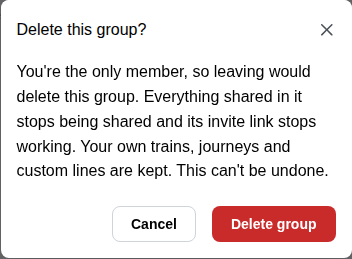 Delete this group?
You're the only member, so leaving would
delete this group. Everything shared in it
stops being shared and its invite link stops
working. Your own trains, journeys and
custom lines are kept. This can't be undone.
Cancel
Delete group